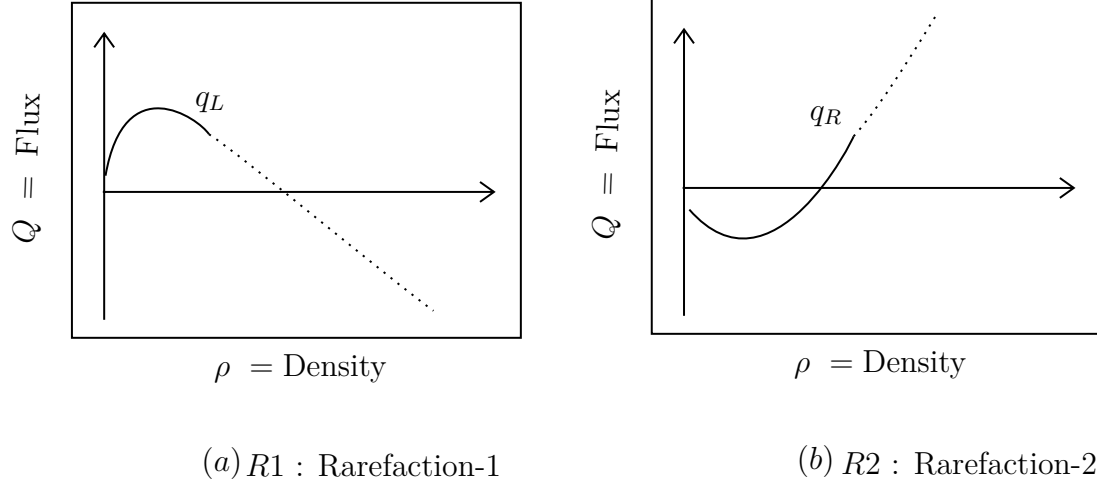 q_L
Q = Flux
ρ = Density
(a) R1 : Rarefaction-1
q_R
Q = Flux
ρ = Density
(b) R2 : Rarefaction-2